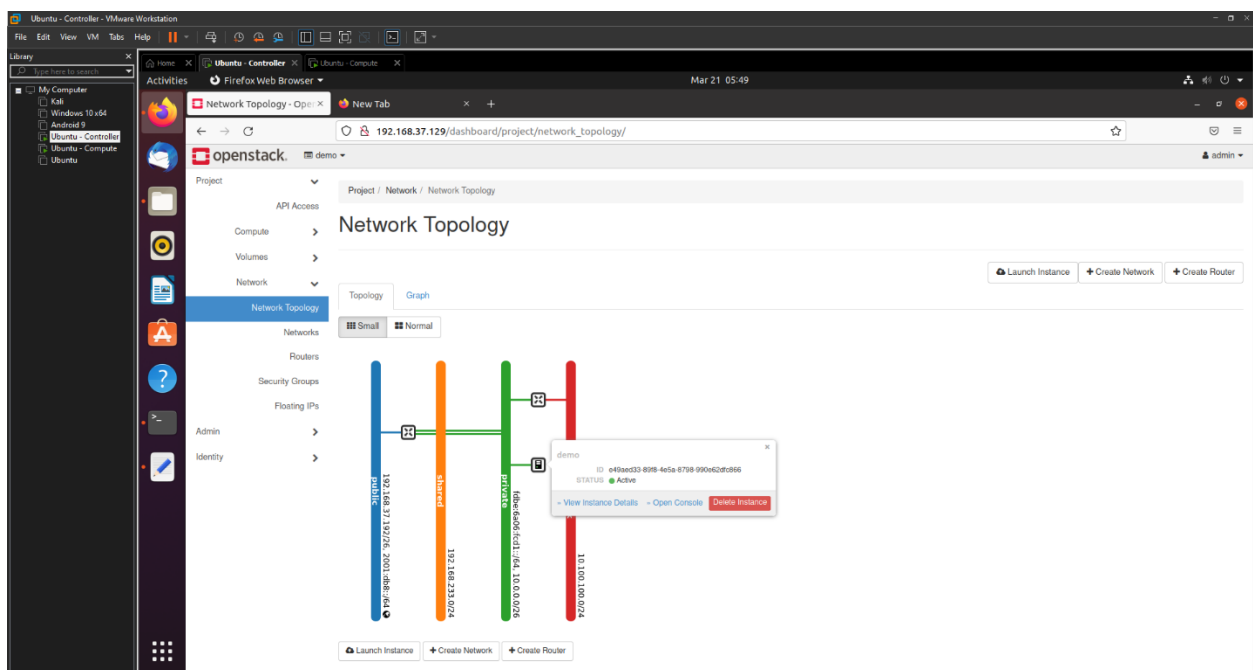 Ubuntu - Controller - VMware Workstation
File Edit View VM Tabs Help
Library
Type here to search
My Computer
Kali
Windows 10 x64
Android 9
Ubuntu - Controller
Ubuntu - Compute
Ubuntu
Home
Ubuntu - Controller
Ubuntu - Compute
Activities
Firefox Web Browser
Mar 21 05:49
Network Topology - Ope
New Tab
192.168.37.129/dashboard/project/network_topology/
openstack.
demo
admin
Project
API Access
Compute
Volumes
Network
Network Topology
Networks
Routers
Security Groups
Floating IPs
Admin
Identity
Project / Network / Network Topology
Network Topology
Launch Instance
+ Create Network
+ Create Router
Topology
Graph
Small
Normal
public
192.168.37.192/26, 2001:db8::/64
shared
192.168.233.0/24
private
fdbe:6a06:fcd1::/64, 10.0.0.0/26
10.100.100.0/24
demo
ID e49aed33-89f8-4e5a-8798-990e62dfc866
STATUS Active
View Instance Details
Open Console
Delete Instance
Launch Instance
+ Create Network
+ Create Router